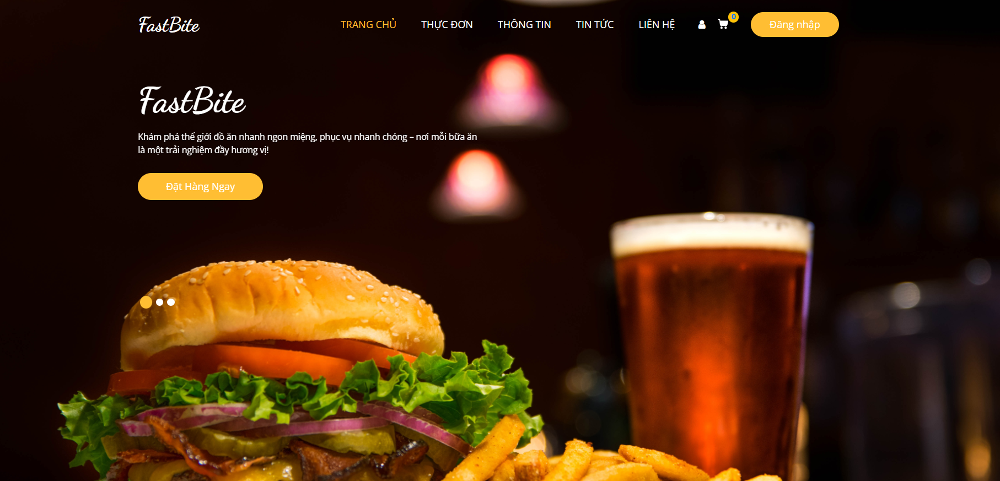 FastBite
TRANG CHỦ THỰC ĐƠN THÔNG TIN TIN TỨC LIÊN HỆ 0 Đăng nhập
FastBite
Khám phá thế giới đồ ăn nhanh ngon miệng, phục vụ nhanh chóng – nơi mỗi bữa ăn
là một trải nghiệm đầy hương vị!
Đặt Hàng Ngay